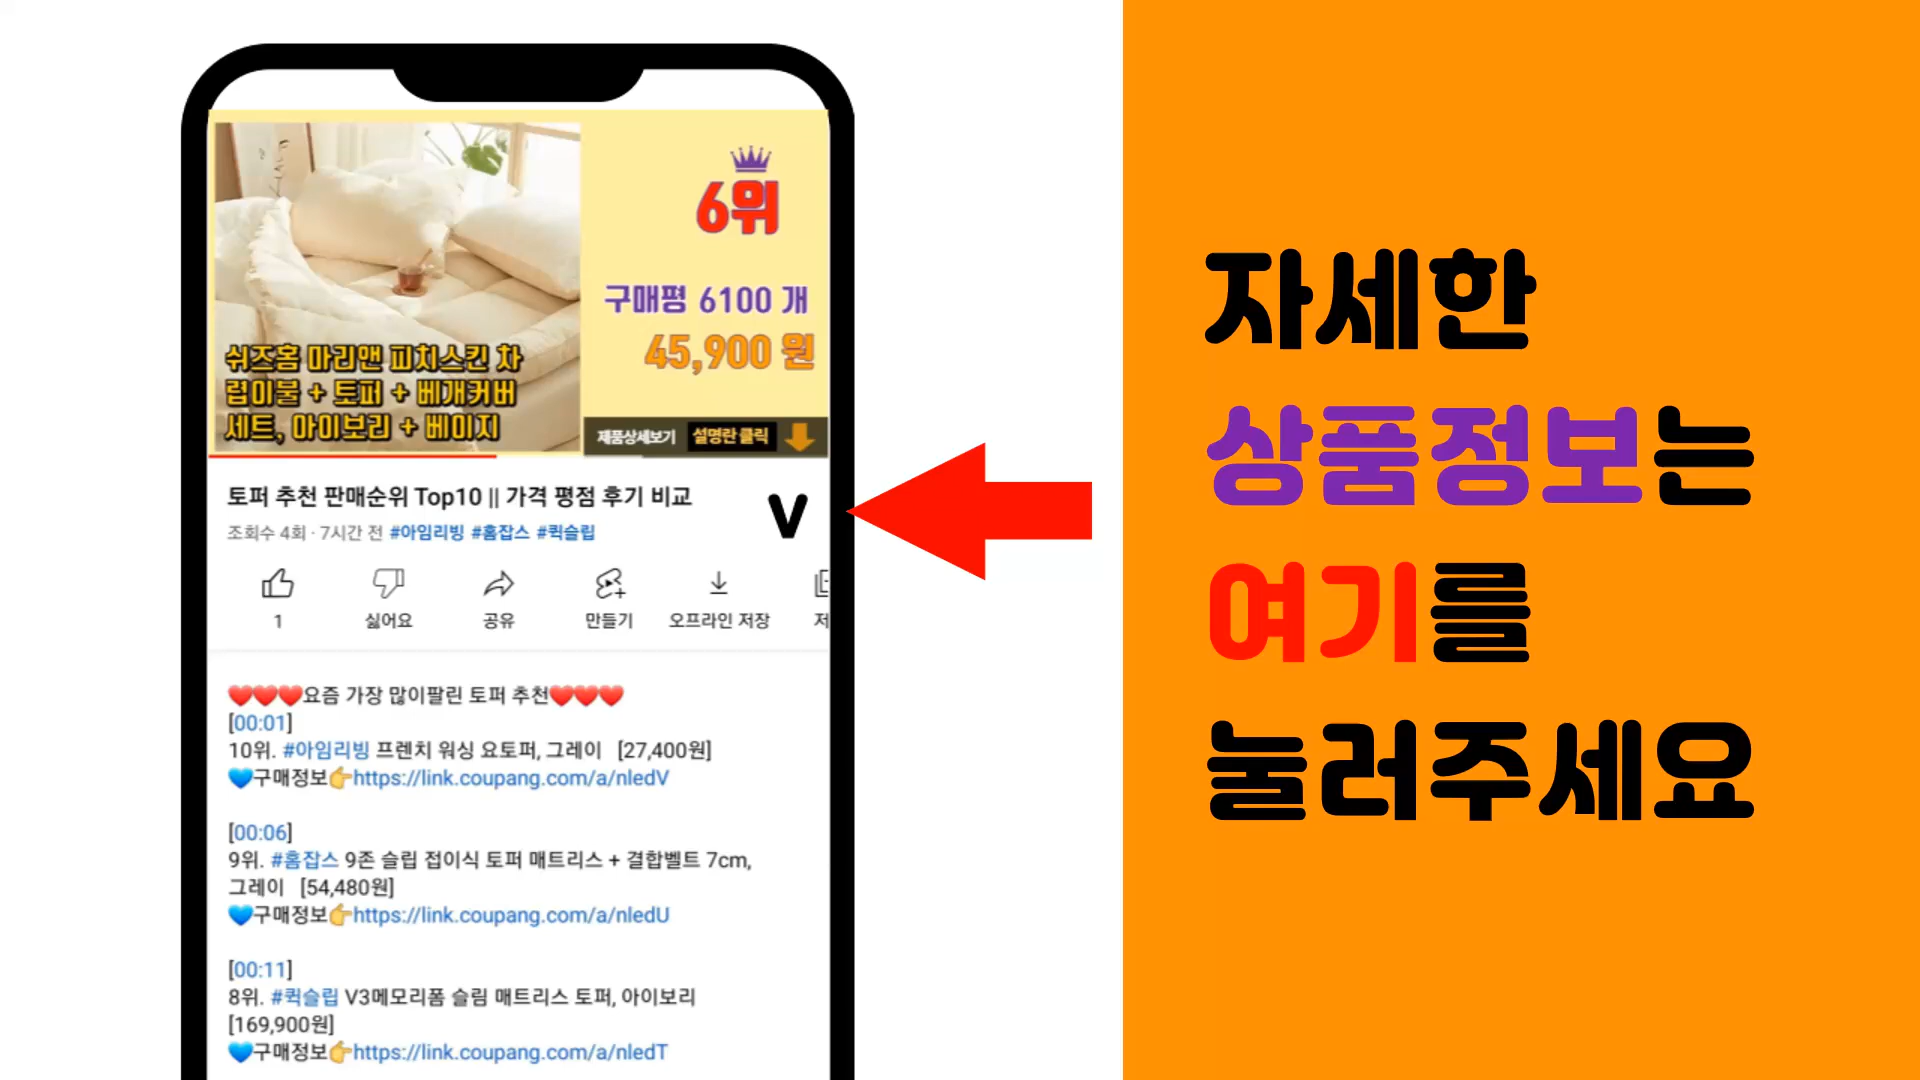 6위
구매평 6100 개
45,900 원
쉬즈홈 마리앤 피치스킨 차
렵이불 + 토퍼 + 베개커버
세트, 아이보리 + 베이지
제품상세보기 설명란 클릭
토퍼 추천 판매순위 Top10 || 가격 평점 후기 비교
V
조회수 4회 · 7시간 전 #아임리빙 #홈잡스 #퀵슬립
1 싫어요 공유 만들기 오프라인 저장 저
❤️❤️❤️요즘 가장 많이팔린 토퍼 추천❤️❤️❤️
[00:01]
10위. #아임리빙 프렌치 워싱 요토퍼, 그레이 [27,400원]
💙구매정보👉https://link.coupang.com/a/nledV
[00:06]
9위. #홈잡스 9존 슬립 접이식 토퍼 매트리스 + 결합벨트 7cm,
그레이 [54,480원]
💙구매정보👉https://link.coupang.com/a/nledU
[00:11]
8위. #퀵슬립 V3메모리폼 슬림 매트리스 토퍼, 아이보리
[169,900원]
💙구매정보👉https://link.coupang.com/a/nledT
자세한
상품정보는
여기를
눌러주세요